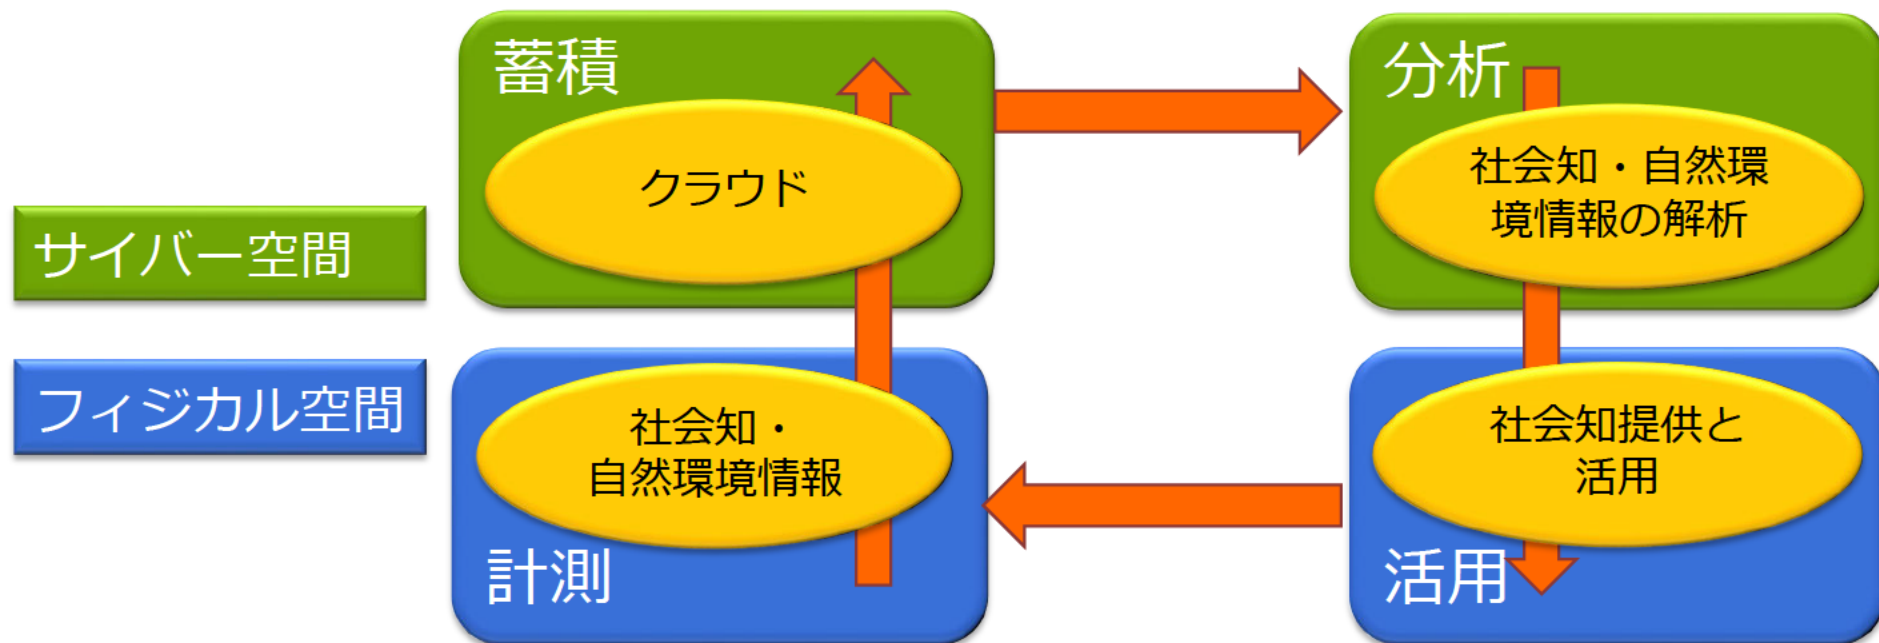 蓄積
クラウド
分析
社会知・自然環
境情報の解析
サイバー空間
フィジカル空間
社会知・
自然環境情報
計測
社会知提供と
活用
活用